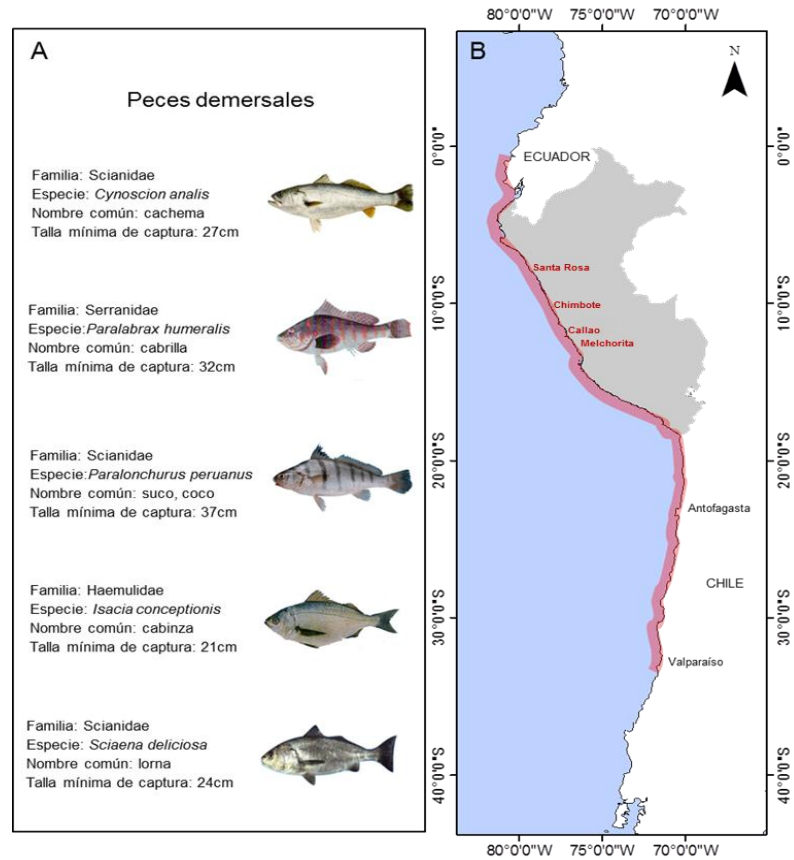 A
Peces demersales
Familia: Scianidae
Especie: Cynoscion analis
Nombre común: cachema
Talla mínima de captura: 27cm
Familia: Serranidae
Especie:Paralabrax humeralis
Nombre común: cabrilla
Talla mínima de captura: 32cm
Familia: Scianidae
Especie:Paralonchurus peruanus
Nombre común: suco, coco
Talla mínima de captura: 37cm
Familia: Haemulidae
Especie: Isacia conceptionis
Nombre común: cabinza
Talla mínima de captura: 21cm
Familia: Scianidae
Especie: Sciaena deliciosa
Nombre común: lorna
Talla mínima de captura: 24cm
80°0'0"W 75°0'0"W 70°0'0"W
B
N
0°0'0"
ECUADOR
Santa Rosa
10°0'0"S
Chimbote
Callao
Melchorita
20°0'0"S
Antofagasta
CHILE
30°0'0"S
Valparaíso
40°0'0"S
80°0'0"W 75°0'0"W 70°0'0"W